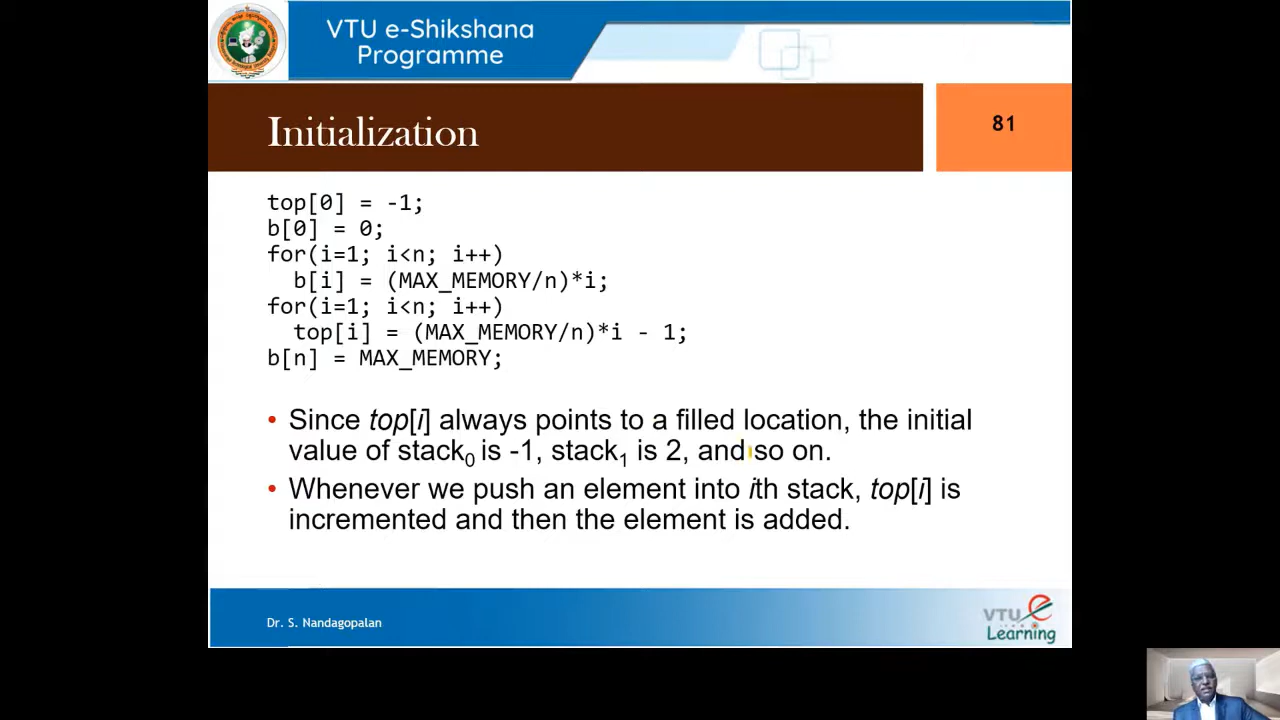 VTU e-Shikshana
Programme
Initialization
81
top[0] = -1;
b[0] = 0;
for(i=1; i<n; i++)
b[i] = (MAX_MEMORY/n)*i;
for(i=1; i<n; i++)
top[i] = (MAX_MEMORY/n)*i - 1;
b[n] = MAX_MEMORY;
• Since top[i] always points to a filled location, the initial
value of stack0 is -1, stack1 is 2, and so on.
• Whenever we push an element into ith stack, top[i] is
incremented and then the element is added.
Dr. S. Nandagopalan
VTU e
Learning